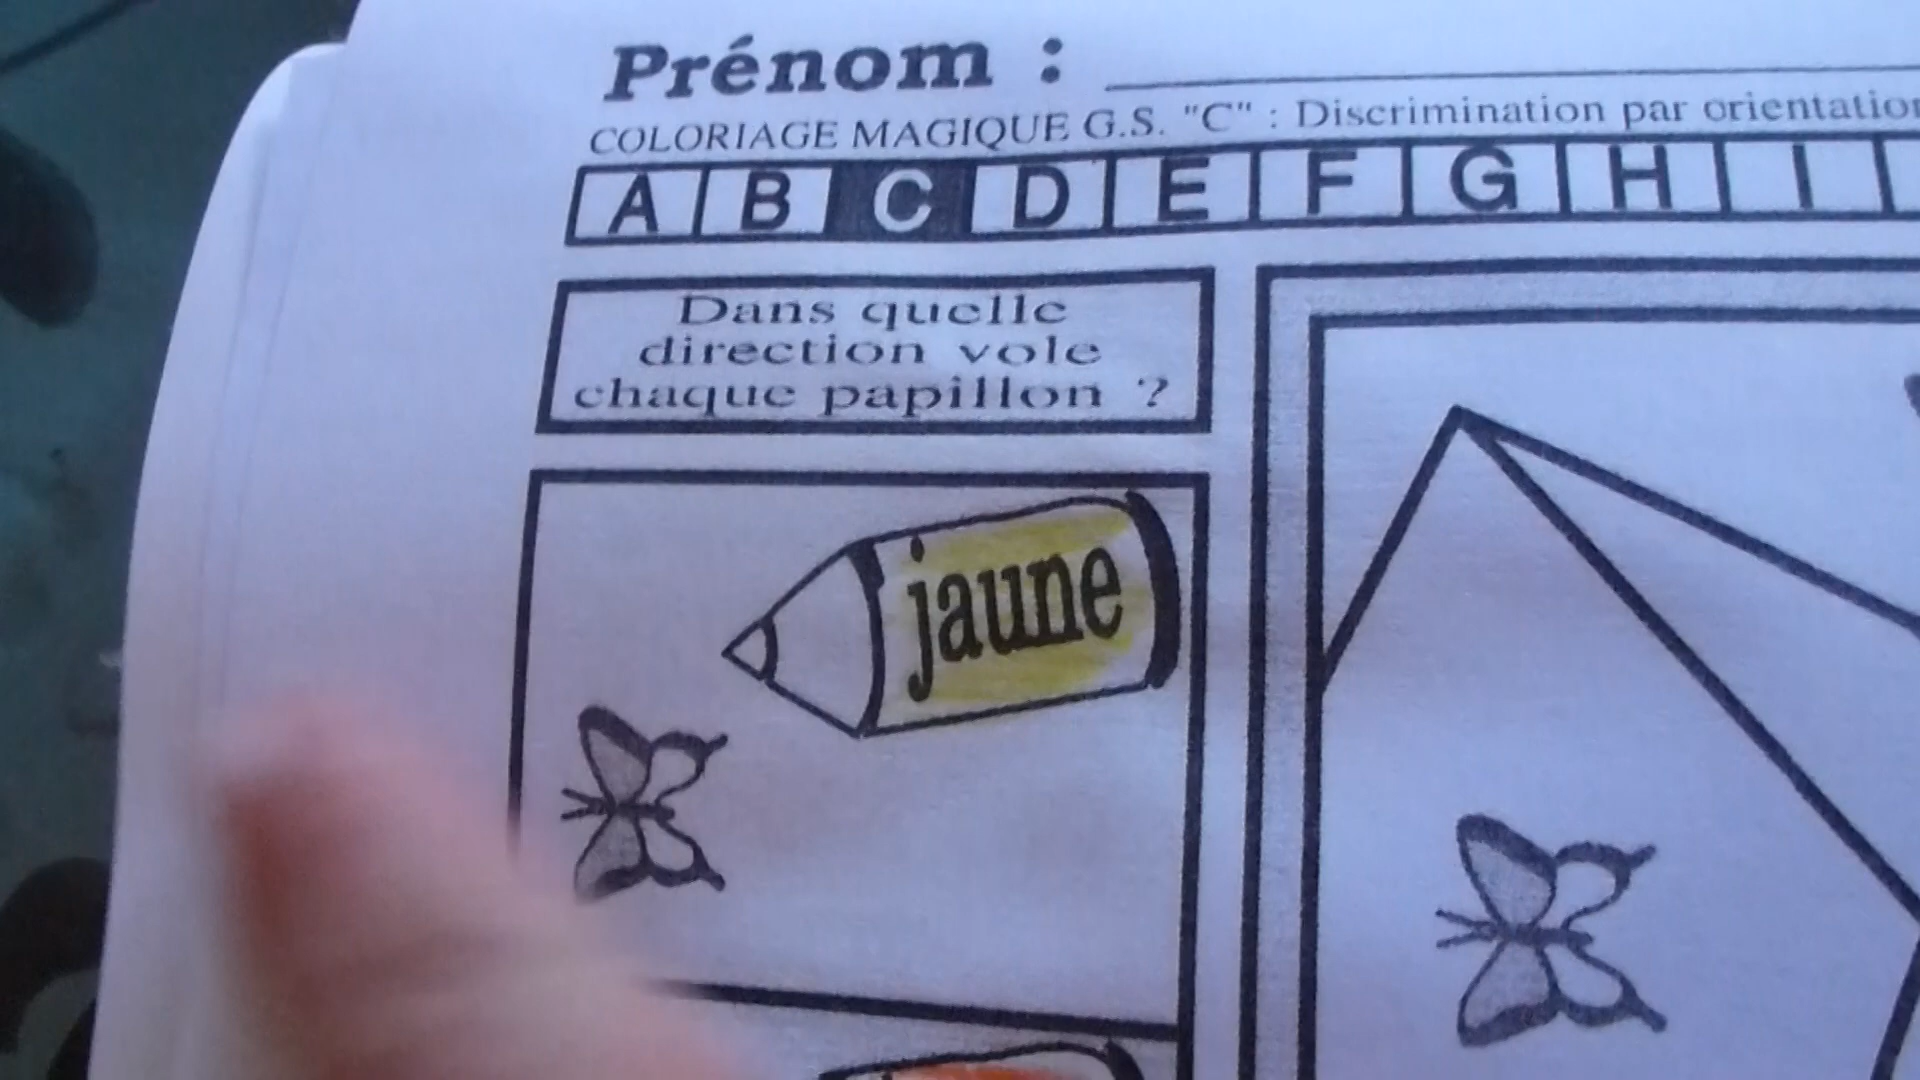 Prénom :
COLORIAGE MAGIQUE G.S. "C" : Discrimination par orientation
A B C D E F G H I
Dans quelle
direction vole
chaque papillon ?
jaune